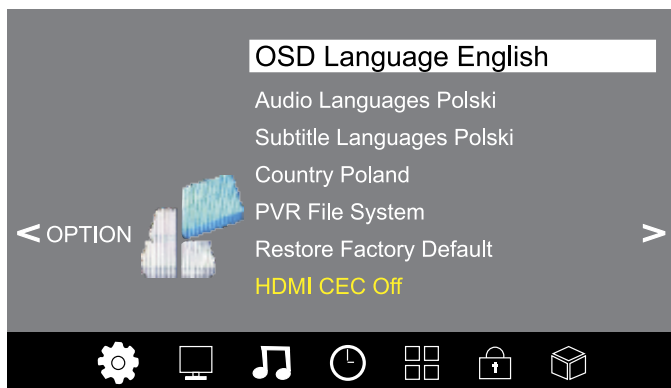 OSD Language English
Audio Languages Polski
Subtitle Languages Polski
Country Poland
PVR File System
< OPTION >
Restore Factory Default
HDMI CEC Off